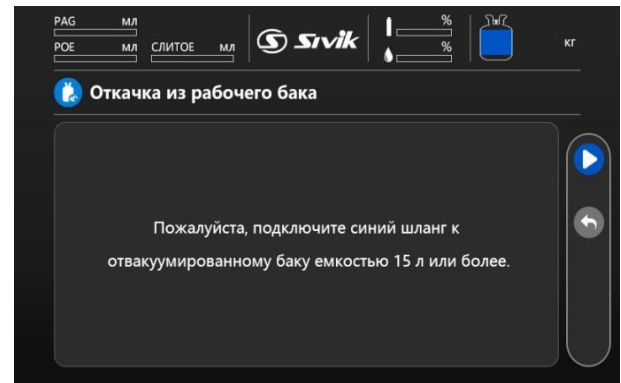 PAG мл
POE мл СЛИТОЕ мл
Sıvik
%
%
кг
Откачка из рабочего бака
Пожалуйста, подключите синий шланг к
отвакуумированному баку емкостью 15 л или более.